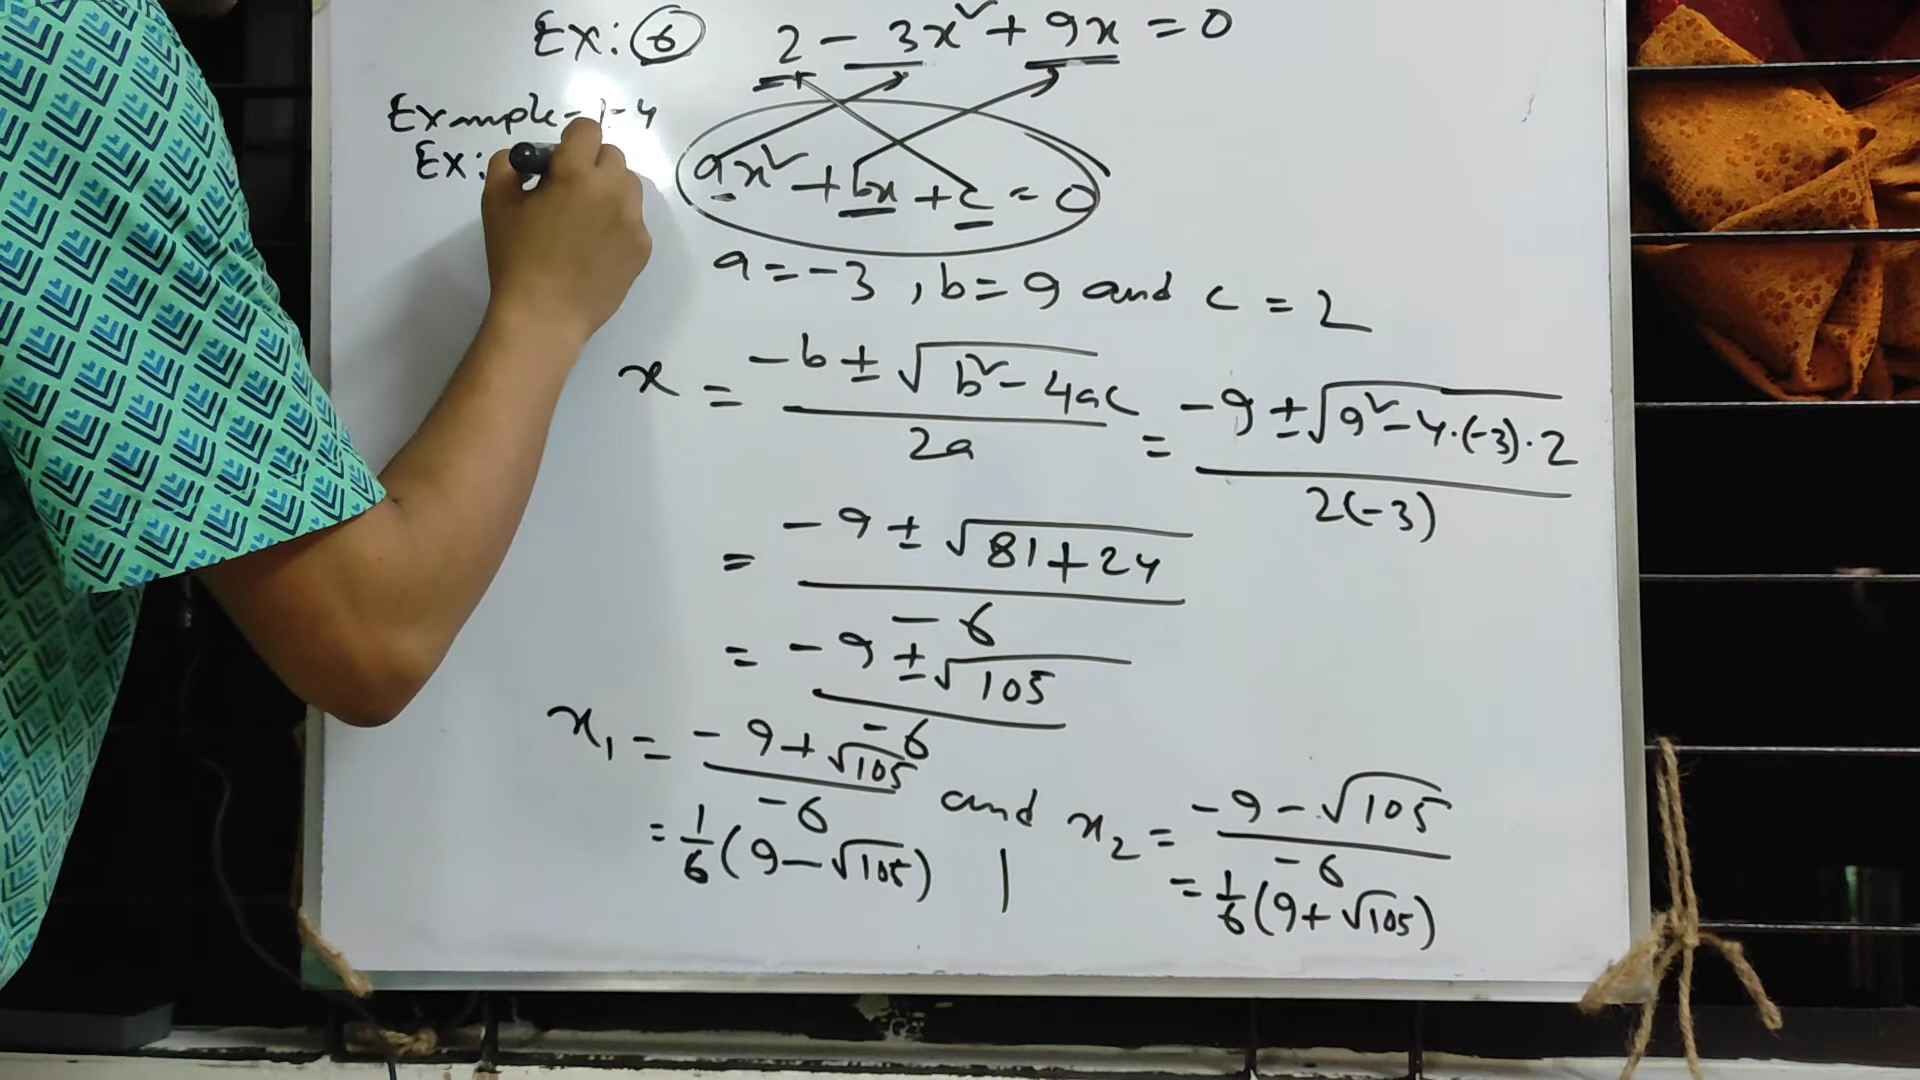 Ex: 6 2 - 3x² + 9x = 0
Example - 1-4
Ex:
ax² + bx + c = 0
a = -3, b = 9 and c = 2
x = (-b ± √(b² - 4ac)) / 2a = (-9 ± √(9² - 4·(-3)·2)) / 2(-3)
= (-9 ± √(81 + 24)) / -6
= (-9 ± √105) / -6
x₁ = (-9 + √105) / -6 and x₂ = (-9 - √105) / -6
= 1/6 (9 - √105) | = 1/6 (9 + √105)